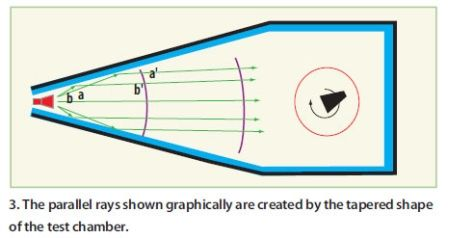 a'
b'
b a
3. The parallel rays shown graphically are created by the tapered shape
of the test chamber.